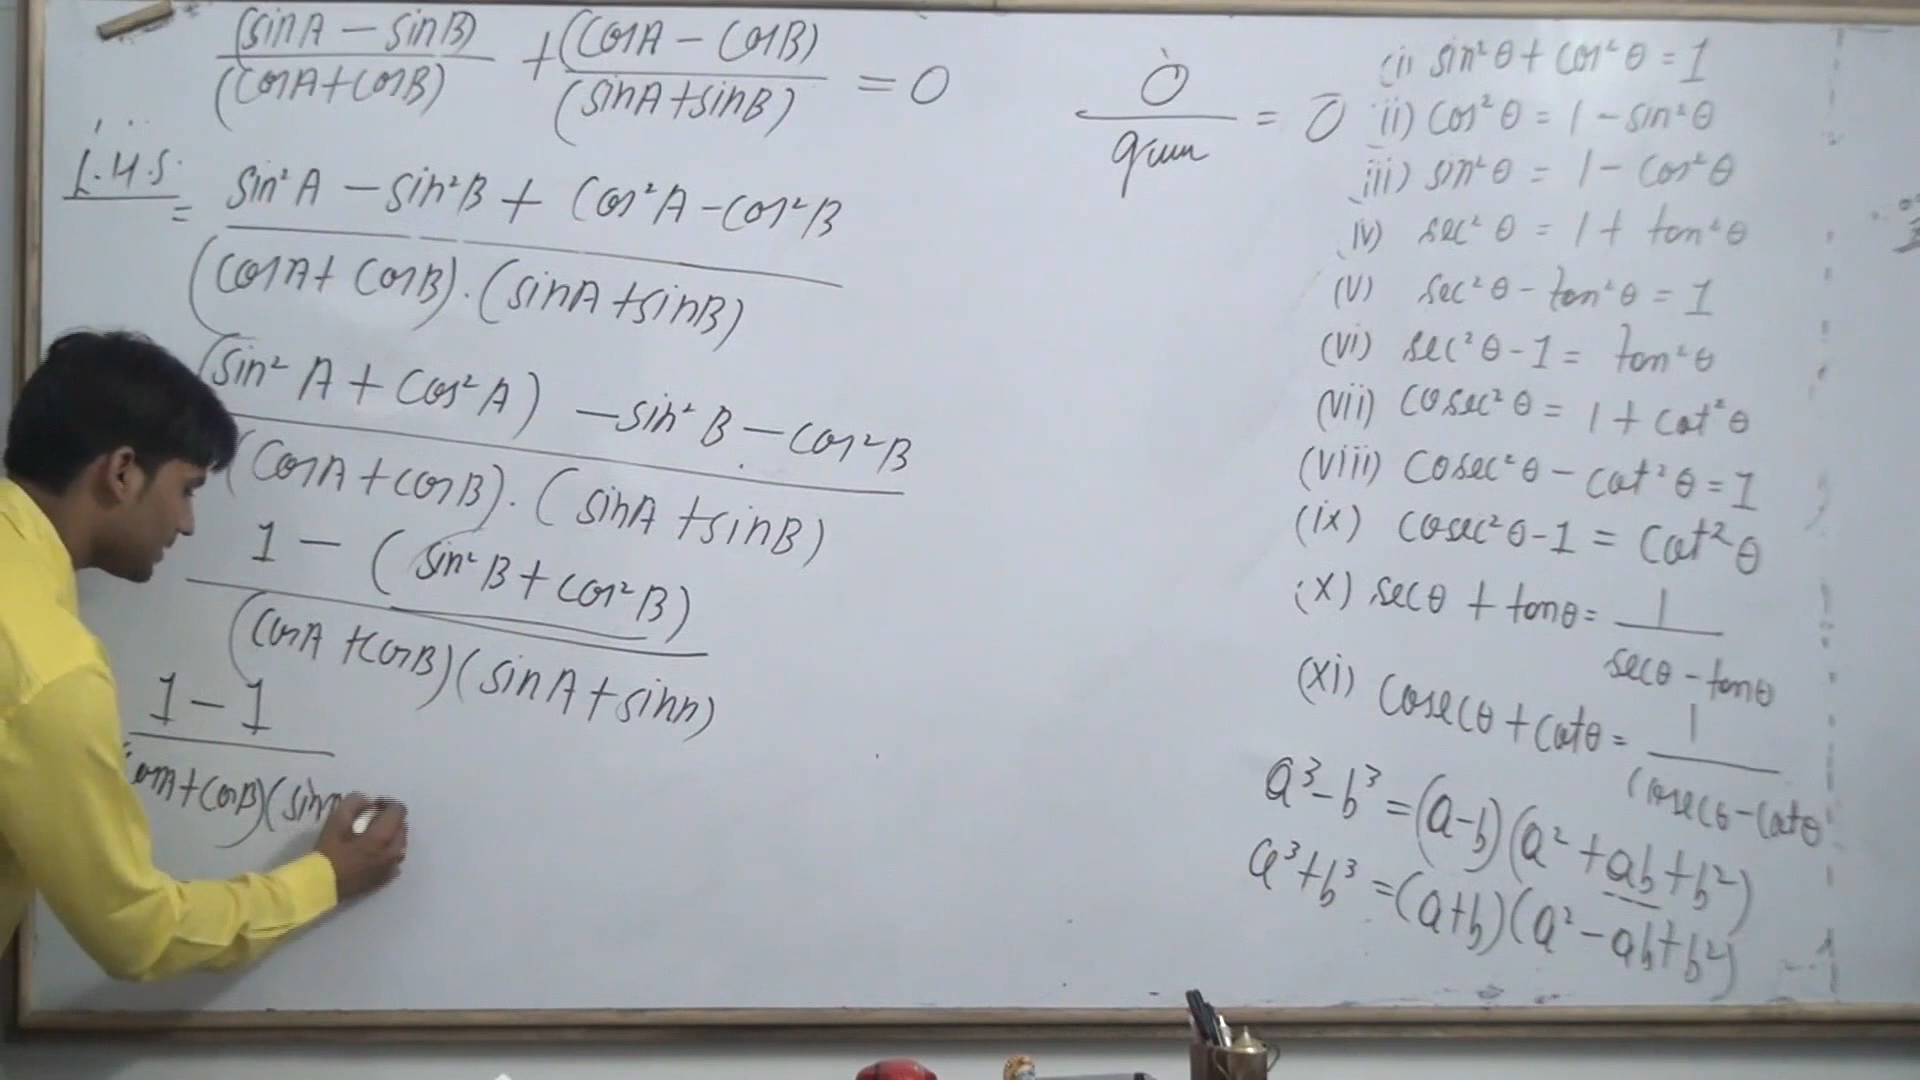 (sinA − sinB)/(cosA+cosB) + (cosA − cosB)/(sinA+sinB) = 0
L.H.S.
= sin²A − sin²B + cos²A − cos²B
(cosA + cosB).(sinA + sinB)
(sin²A + cos²A) − sin²B − cos²B
(cosA + cosB).(sinA + sinB)
1 − (sin²B + cos²B)
(cosA + cosB)(sinA + sinn)
1 − 1
cosA + cosB)(sin
0/ = 0
(i) sin²θ + cos²θ = 1
(ii) cos²θ = 1 − sin²θ
(iii) sin²θ = 1 − cos²θ
(iv) sec²θ = 1 + tan²θ
(v) sec²θ − tan²θ = 1
(vi) sec²θ − 1 = tan²θ
(vii) cosec²θ = 1 + cot²θ
(viii) cosec²θ − cot²θ = 1
(ix) cosec²θ − 1 = cot²θ
(x) secθ + tanθ = 1/secθ − tanθ
(xi) cosecθ + cotθ = 1/(cosecθ − cotθ
a³ − b³ = (a−b)(a² + ab + b²)
a³ + b³ = (a+b)(a² − ab + b²)